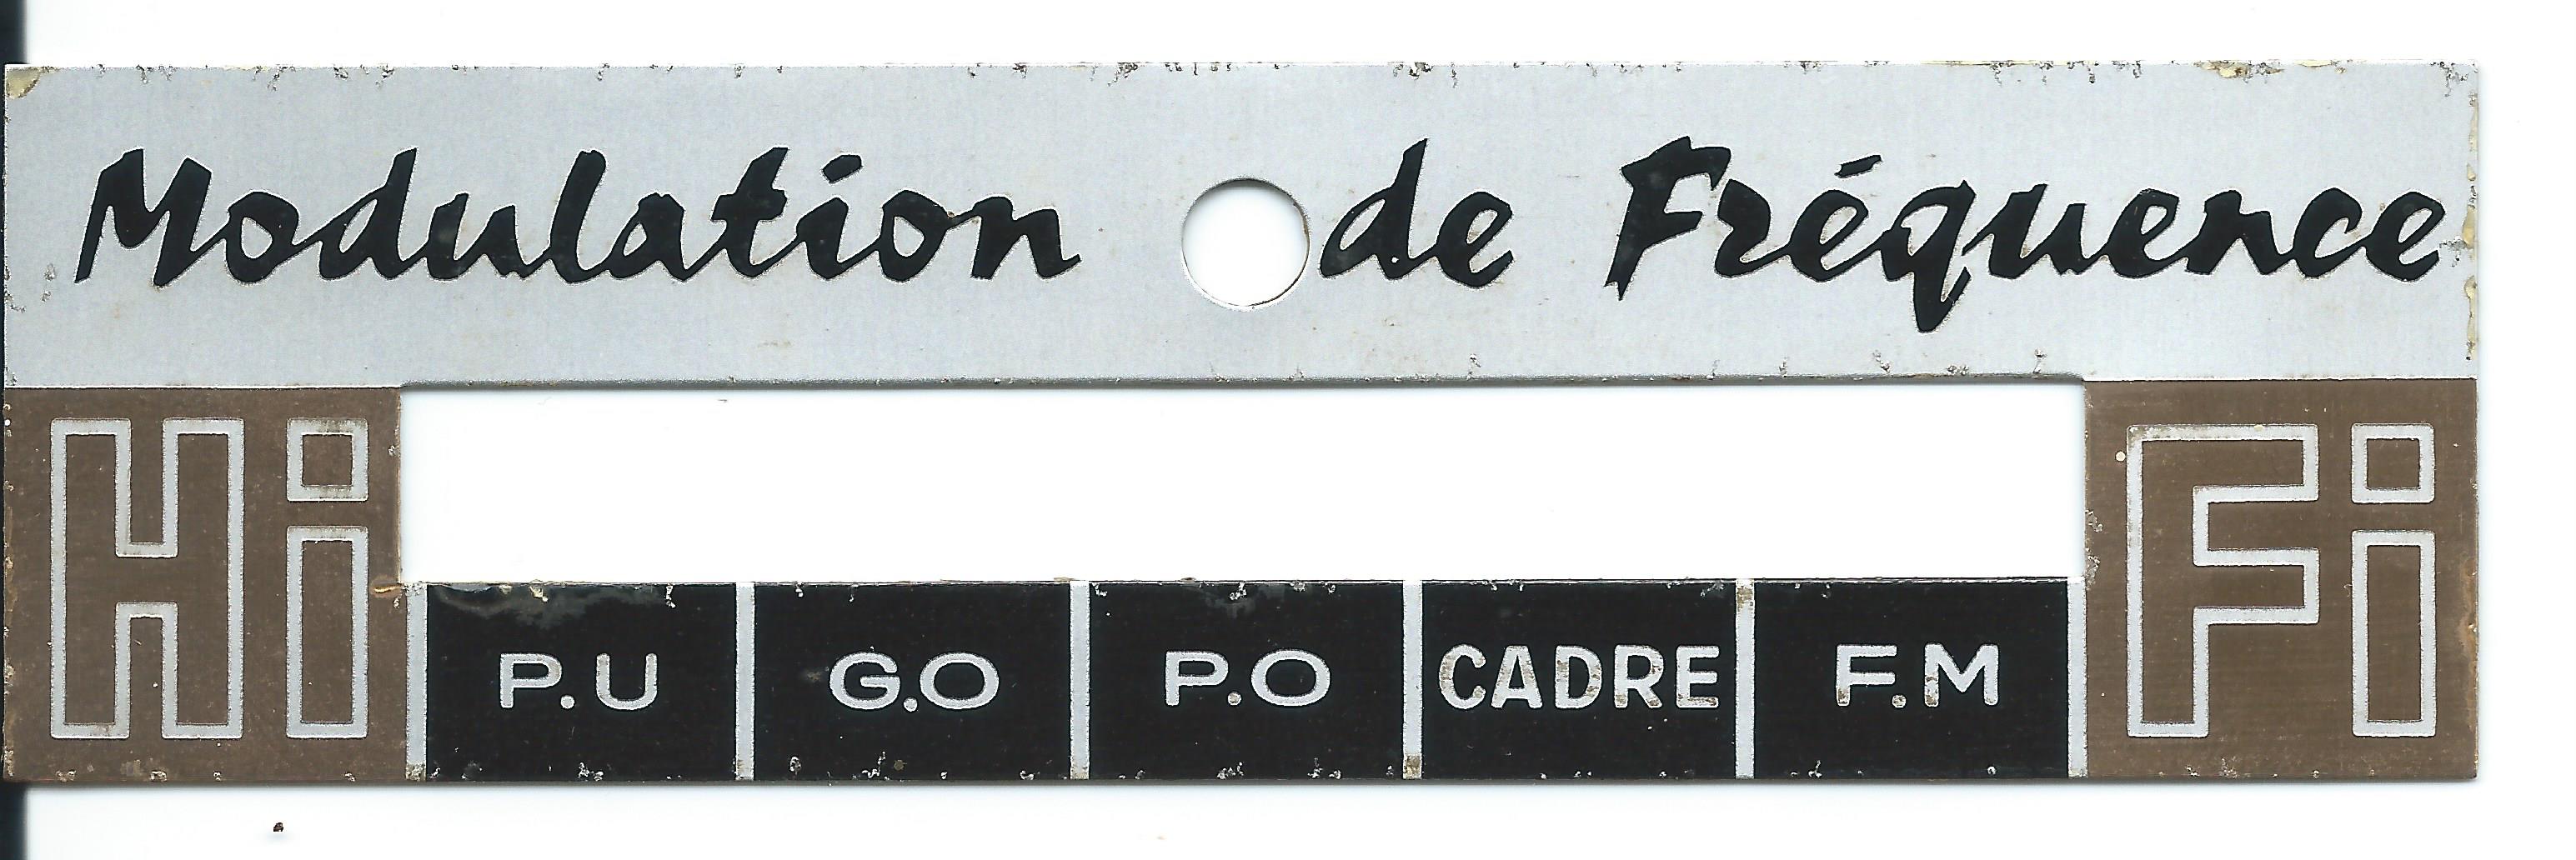 Modulation de Fréquence
Hi Fi
P.U G.O P.O CADRE F.M